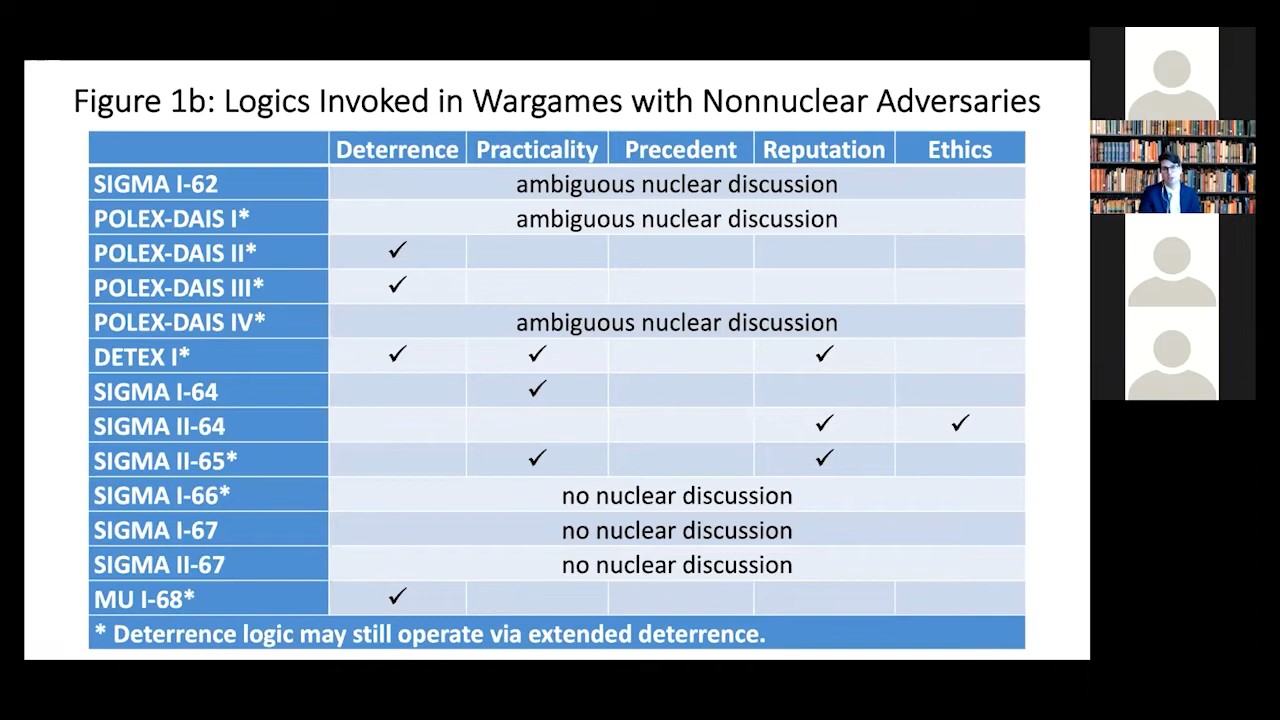 Figure 1b: Logics Invoked in Wargames with Nonnuclear Adversaries
Deterrence Practicality Precedent Reputation Ethics
SIGMA I-62 ambiguous nuclear discussion
POLEX-DAIS I* ambiguous nuclear discussion
POLEX-DAIS II* ✓
POLEX-DAIS III* ✓
POLEX-DAIS IV* ambiguous nuclear discussion
DETEX I* ✓ ✓ ✓
SIGMA I-64 ✓
SIGMA II-64 ✓ ✓
SIGMA II-65* ✓ ✓
SIGMA I-66* no nuclear discussion
SIGMA I-67 no nuclear discussion
SIGMA II-67 no nuclear discussion
MU I-68* ✓
* Deterrence logic may still operate via extended deterrence.